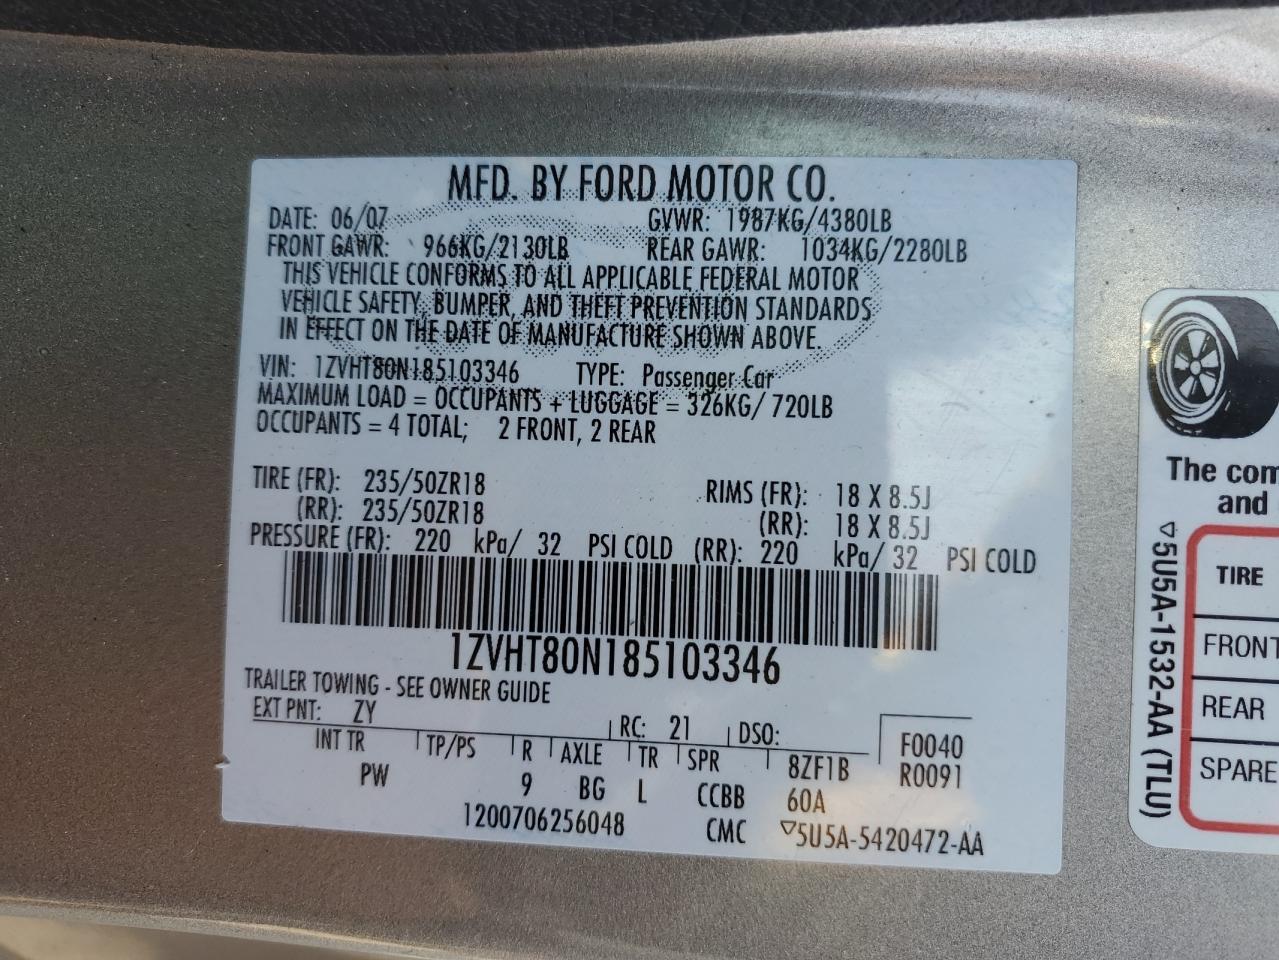 MFD. BY FORD MOTOR CO.
DATE: 06/07 GVWR: 1987KG/4380LB
FRONT GAWR: 966KG/2130LB REAR GAWR: 1034KG/2280LB
THIS VEHICLE CONFORMS TO ALL APPLICABLE FEDERAL MOTOR
VEHICLE SAFETY, BUMPER, AND THEFT PREVENTION STANDARDS
IN EFFECT ON THE DATE OF MANUFACTURE SHOWN ABOVE.
VIN: 1ZVHT80N185103346 TYPE: Passenger Car
MAXIMUM LOAD = OCCUPANTS + LUGGAGE = 326KG/ 720LB
OCCUPANTS = 4 TOTAL; 2 FRONT, 2 REAR
TIRE (FR): 235/50ZR18 RIMS (FR): 18 X 8.5J
(RR): 235/50ZR18 (RR): 18 X 8.5J
PRESSURE (FR): 220 kPa/ 32 PSI COLD (RR): 220 kPa/ 32 PSI COLD
1ZVHT80N185103346
TRAILER TOWING - SEE OWNER GUIDE
EXT PNT: ZY RC: 21 DSO: F0040
INT TR TP/PS R AXLE TR SPR 8ZF1B R0091
PW 9 BG L CCBB 60A
1200706256048 CMC ▽5U5A-5420472-AA
The com
and
TIRE
FRONT
REAR
SPARE
▽5U5A-1532-AA (TLU)